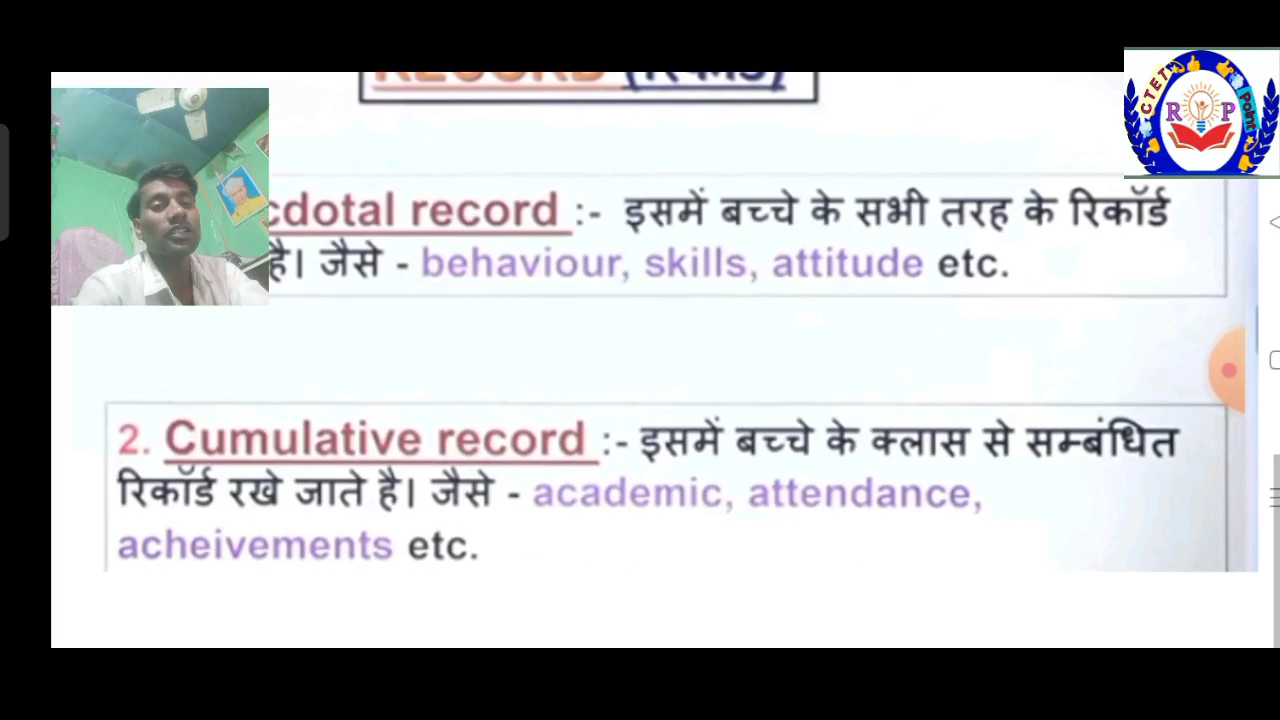 RECORD (रिकॉर्ड)
CTET Point
R P
cdotal record :- इसमें बच्चे के सभी तरह के रिकॉर्ड
है। जैसे - behaviour, skills, attitude etc.
2. Cumulative record :- इसमें बच्चे के क्लास से सम्बंधित
रिकॉर्ड रखे जाते है। जैसे - academic, attendance,
acheivements etc.